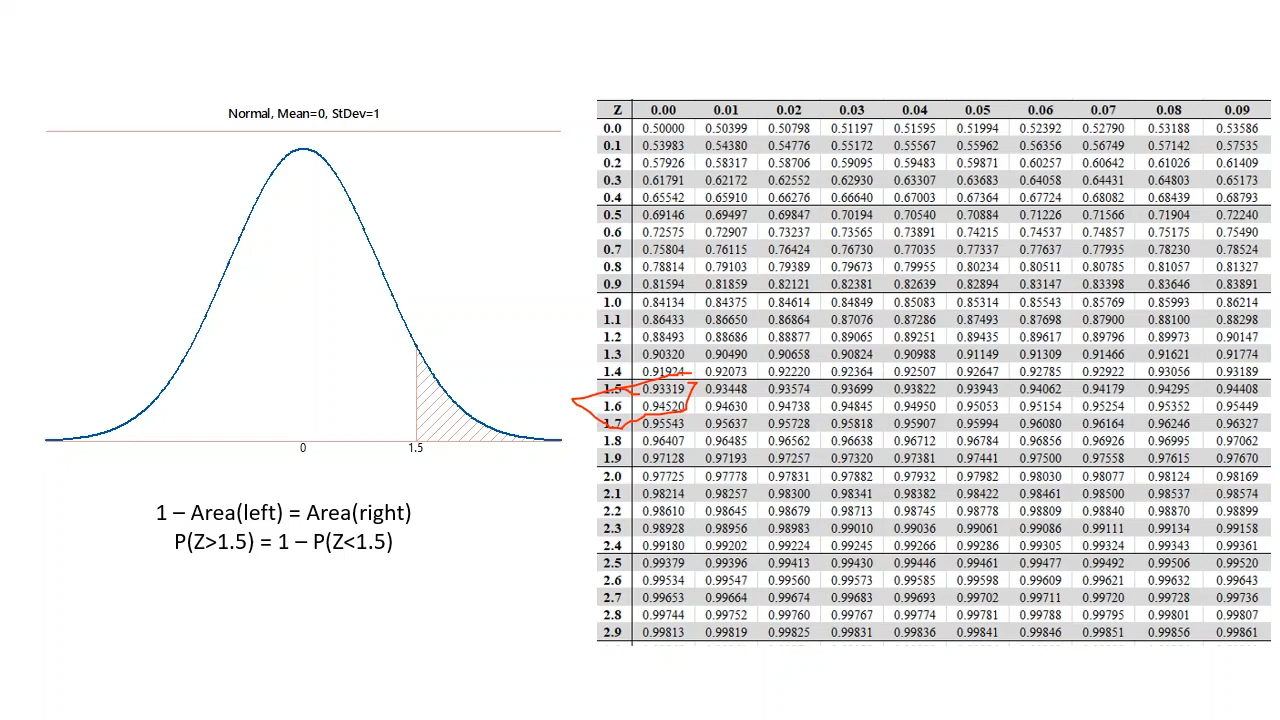 Normal, Mean=0, StDev=1
0 1.5
1 – Area(left) = Area(right)
P(Z>1.5) = 1 – P(Z<1.5)
Z 0.00 0.01 0.02 0.03 0.04 0.05 0.06 0.07 0.08 0.09
0.0 0.50000 0.50399 0.50798 0.51197 0.51595 0.51994 0.52392 0.52790 0.53188 0.53586
0.1 0.53983 0.54380 0.54776 0.55172 0.55567 0.55962 0.56356 0.56749 0.57142 0.57535
0.2 0.57926 0.58317 0.58706 0.59095 0.59483 0.59871 0.60257 0.60642 0.61026 0.61409
0.3 0.61791 0.62172 0.62552 0.62930 0.63307 0.63683 0.64058 0.64431 0.64803 0.65173
0.4 0.65542 0.65910 0.66276 0.66640 0.67003 0.67364 0.67724 0.68082 0.68439 0.68793
0.5 0.69146 0.69497 0.69847 0.70194 0.70540 0.70884 0.71226 0.71566 0.71904 0.72240
0.6 0.72575 0.72907 0.73237 0.73565 0.73891 0.74215 0.74537 0.74857 0.75175 0.75490
0.7 0.75804 0.76115 0.76424 0.76730 0.77035 0.77337 0.77637 0.77935 0.78230 0.78524
0.8 0.78814 0.79103 0.79389 0.79673 0.79955 0.80234 0.80511 0.80785 0.81057 0.81327
0.9 0.81594 0.81859 0.82121 0.82381 0.82639 0.82894 0.83147 0.83398 0.83646 0.83891
1.0 0.84134 0.84375 0.84614 0.84849 0.85083 0.85314 0.85543 0.85769 0.85993 0.86214
1.1 0.86433 0.86650 0.86864 0.87076 0.87286 0.87493 0.87698 0.87900 0.88100 0.88298
1.2 0.88493 0.88686 0.88877 0.89065 0.89251 0.89435 0.89617 0.89796 0.89973 0.90147
1.3 0.90320 0.90490 0.90658 0.90824 0.90988 0.91149 0.91309 0.91466 0.91621 0.91774
1.4 0.91924 0.92073 0.92220 0.92364 0.92507 0.92647 0.92785 0.92922 0.93056 0.93189
1.5 0.93319 0.93448 0.93574 0.93699 0.93822 0.93943 0.94062 0.94179 0.94295 0.94408
1.6 0.94520 0.94630 0.94738 0.94845 0.94950 0.95053 0.95154 0.95254 0.95352 0.95449
1.7 0.95543 0.95637 0.95728 0.95818 0.95907 0.95994 0.96080 0.96164 0.96246 0.96327
1.8 0.96407 0.96485 0.96562 0.96638 0.96712 0.96784 0.96856 0.96926 0.96995 0.97062
1.9 0.97128 0.97193 0.97257 0.97320 0.97381 0.97441 0.97500 0.97558 0.97615 0.97670
2.0 0.97725 0.97778 0.97831 0.97882 0.97932 0.97982 0.98030 0.98077 0.98124 0.98169
2.1 0.98214 0.98257 0.98300 0.98341 0.98382 0.98422 0.98461 0.98500 0.98537 0.98574
2.2 0.98610 0.98645 0.98679 0.98713 0.98745 0.98778 0.98809 0.98840 0.98870 0.98899
2.3 0.98928 0.98956 0.98983 0.99010 0.99036 0.99061 0.99086 0.99111 0.99134 0.99158
2.4 0.99180 0.99202 0.99224 0.99245 0.99266 0.99286 0.99305 0.99324 0.99343 0.99361
2.5 0.99379 0.99396 0.99413 0.99430 0.99446 0.99461 0.99477 0.99492 0.99506 0.99520
2.6 0.99534 0.99547 0.99560 0.99573 0.99585 0.99598 0.99609 0.99621 0.99632 0.99643
2.7 0.99653 0.99664 0.99674 0.99683 0.99693 0.99702 0.99711 0.99720 0.99728 0.99736
2.8 0.99744 0.99752 0.99760 0.99767 0.99774 0.99781 0.99788 0.99795 0.99801 0.99807
2.9 0.99813 0.99819 0.99825 0.99831 0.99836 0.99841 0.99846 0.99851 0.99856 0.99861